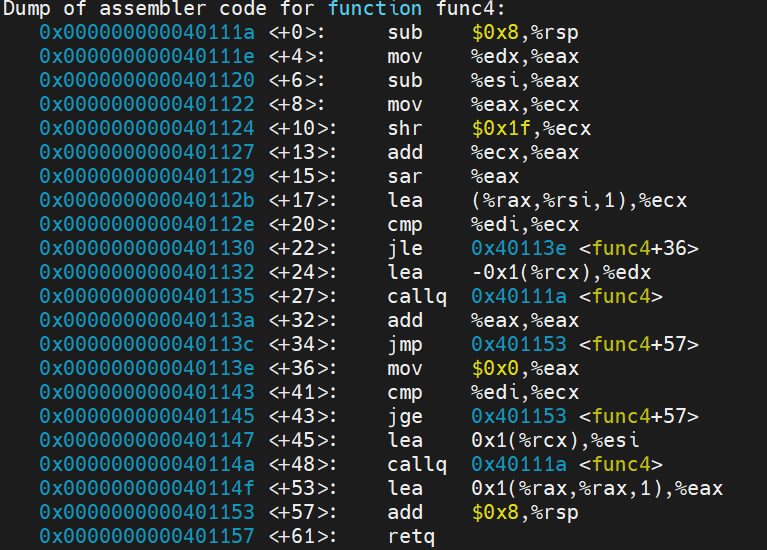 Dump of assembler code for function func4:
0x000000000040111a <+0>: sub $0x8,%rsp
0x000000000040111e <+4>: mov %edx,%eax
0x0000000000401120 <+6>: sub %esi,%eax
0x0000000000401122 <+8>: mov %eax,%ecx
0x0000000000401124 <+10>: shr $0x1f,%ecx
0x0000000000401127 <+13>: add %ecx,%eax
0x0000000000401129 <+15>: sar %eax
0x000000000040112b <+17>: lea (%rax,%rsi,1),%ecx
0x000000000040112e <+20>: cmp %edi,%ecx
0x0000000000401130 <+22>: jle 0x40113e <func4+36>
0x0000000000401132 <+24>: lea -0x1(%rcx),%edx
0x0000000000401135 <+27>: callq 0x40111a <func4>
0x000000000040113a <+32>: add %eax,%eax
0x000000000040113c <+34>: jmp 0x401153 <func4+57>
0x000000000040113e <+36>: mov $0x0,%eax
0x0000000000401143 <+41>: cmp %edi,%ecx
0x0000000000401145 <+43>: jge 0x401153 <func4+57>
0x0000000000401147 <+45>: lea 0x1(%rcx),%esi
0x000000000040114a <+48>: callq 0x40111a <func4>
0x000000000040114f <+53>: lea 0x1(%rax,%rax,1),%eax
0x0000000000401153 <+57>: add $0x8,%rsp
0x0000000000401157 <+61>: retq